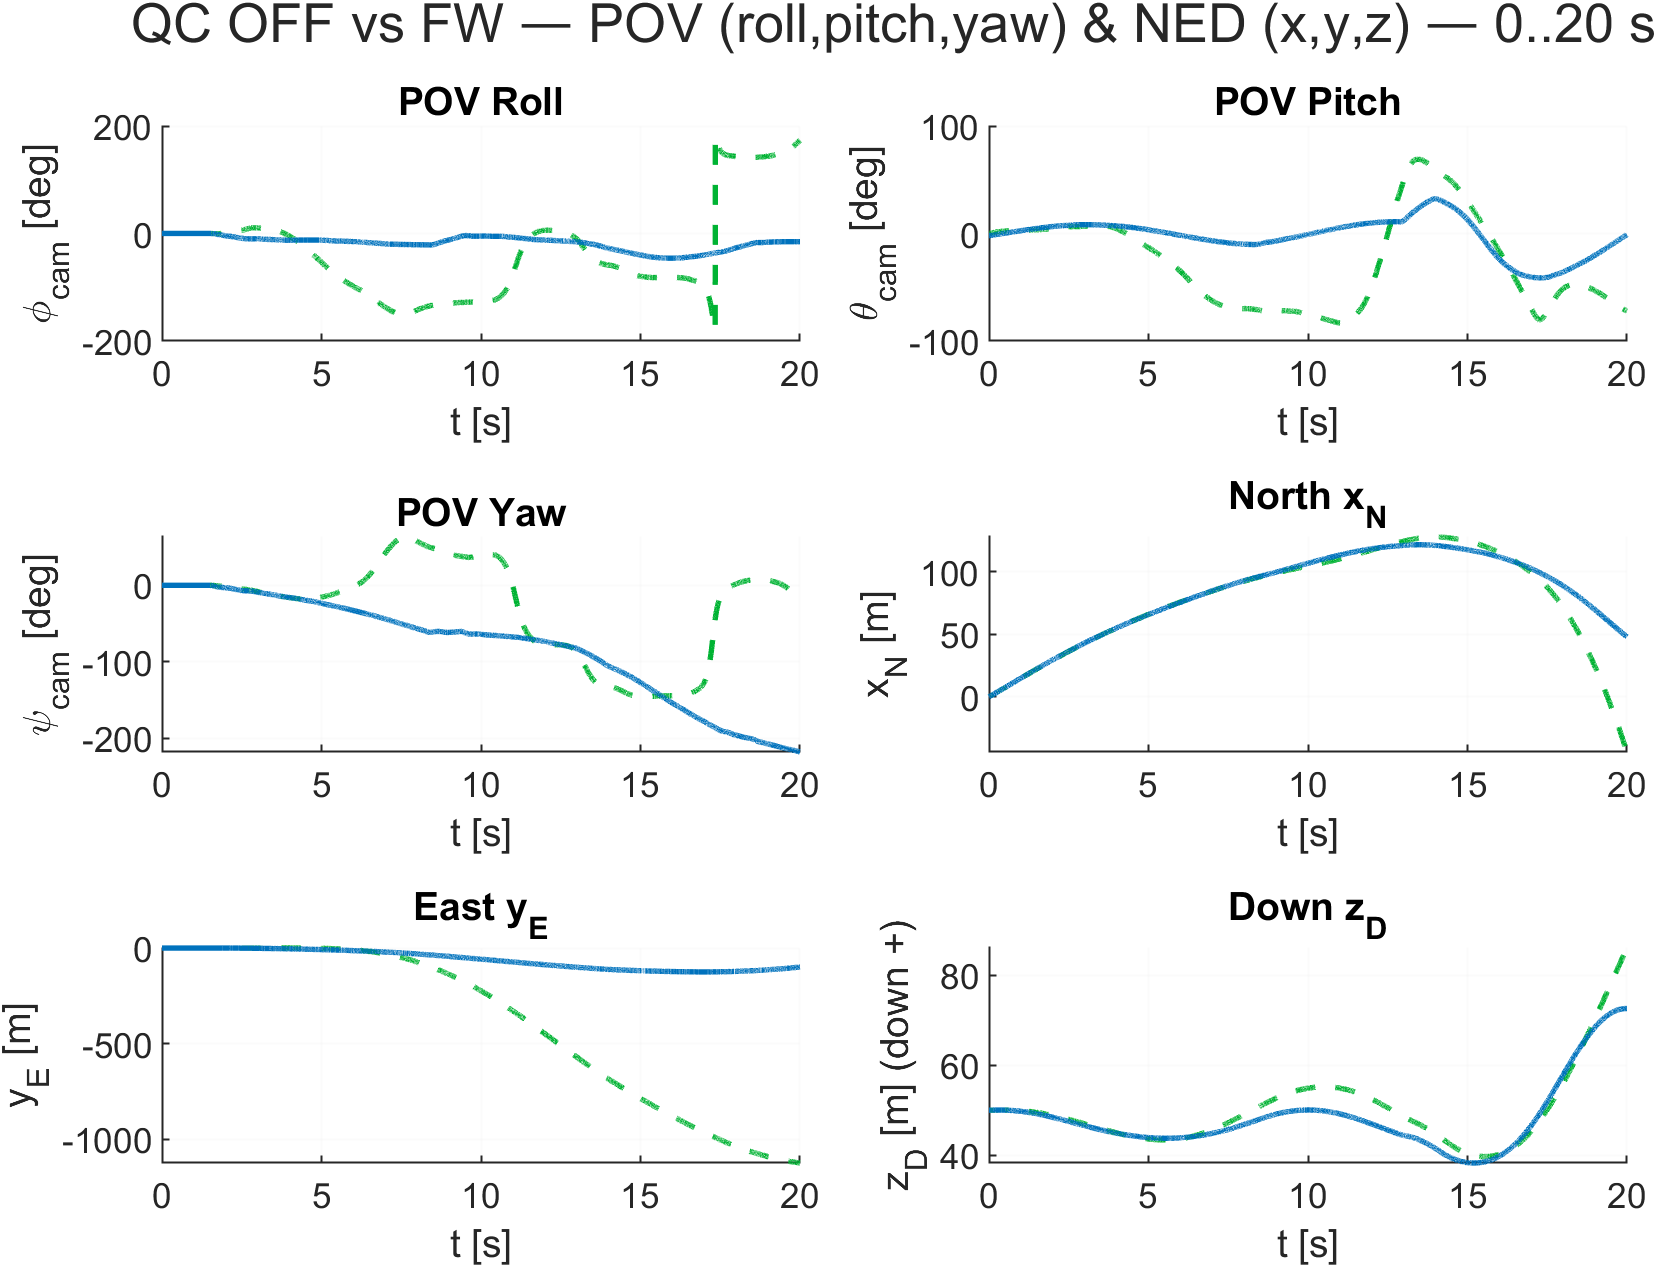 QC OFF vs FW — POV (roll,pitch,yaw) & NED (x,y,z) — 0..20 s
POV Roll
200
0
-200
ϕcam [deg]
0 5 10 15 20
t [s]
POV Pitch
100
0
-100
θcam [deg]
0 5 10 15 20
t [s]
POV Yaw
0
-100
-200
ψcam [deg]
0 5 10 15 20
t [s]
North xN
100
50
0
xN [m]
0 5 10 15 20
t [s]
East yE
0
-500
-1000
yE [m]
0 5 10 15 20
t [s]
Down zD
80
60
40
zD [m] (down +)
0 5 10 15 20
t [s]